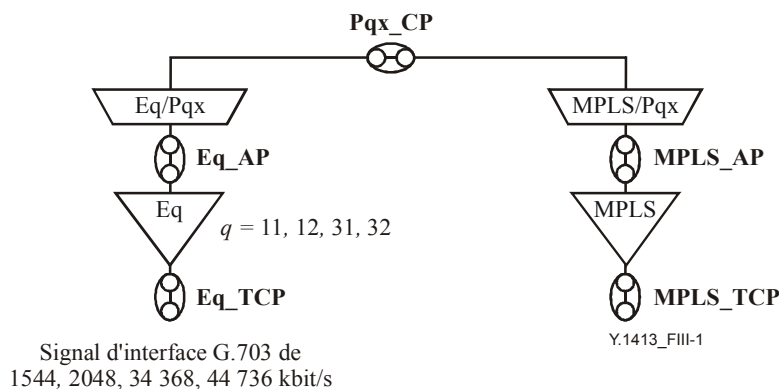 Pqx_CP
Eq/Pqx
MPLS/Pqx
Eq_AP
MPLS_AP
Eq
q = 11, 12, 31, 32
MPLS
Eq_TCP
MPLS_TCP
Y.1413_FIII-1
Signal d'interface G.703 de
1544, 2048, 34 368, 44 736 kbit/s